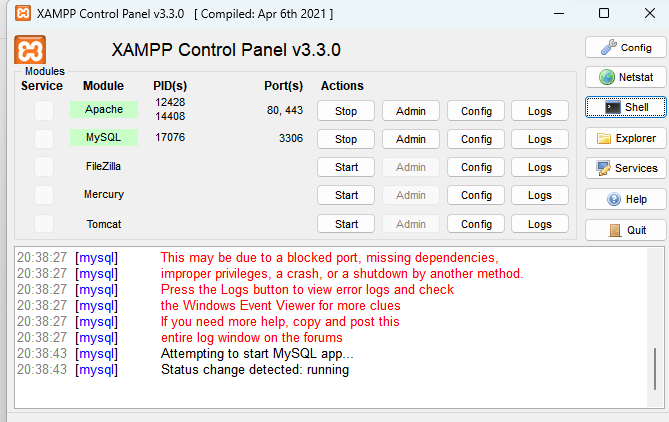 XAMPP Control Panel v3.3.0 [ Compiled: Apr 6th 2021 ]
XAMPP Control Panel v3.3.0
Config
Modules
Service Module PID(s) Port(s) Actions
Netstat
Apache 12428 14408 80, 443 Stop Admin Config Logs
Shell
MySQL 17076 3306 Stop Admin Config Logs
Explorer
FileZilla Start Admin Config Logs
Services
Mercury Start Admin Config Logs
Help
Tomcat Start Admin Config Logs
Quit
20:38:27 [mysql] This may be due to a blocked port, missing dependencies,
20:38:27 [mysql] improper privileges, a crash, or a shutdown by another method.
20:38:27 [mysql] Press the Logs button to view error logs and check
20:38:27 [mysql] the Windows Event Viewer for more clues
20:38:27 [mysql] If you need more help, copy and post this
20:38:27 [mysql] entire log window on the forums
20:38:43 [mysql] Attempting to start MySQL app...
20:38:43 [mysql] Status change detected: running